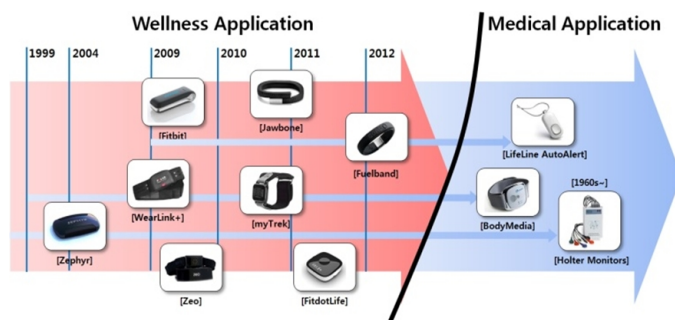 Wellness Application
Medical Application
1999
2004
2009
2010
2011
2012
[Fitbit]
[Jawbone]
[Fuelband]
[LifeLine AutoAlert]
[WearLink+]
[myTrek]
[BodyMedia]
[1960s~]
[Holter Monitors]
[Zephyr]
[Zeo]
[FitdotLife]